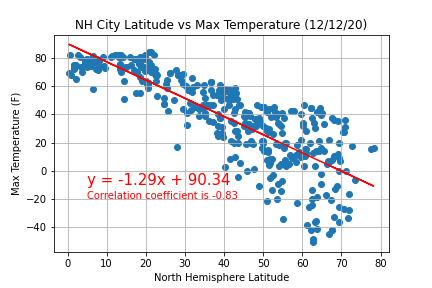 NH City Latitude vs Max Temperature (12/12/20)
Max Temperature (F)
80
60
40
20
0
−20
−40
y = -1.29x + 90.34
Correlation coefficient is -0.83
0 10 20 30 40 50 60 70 80
North Hemisphere Latitude